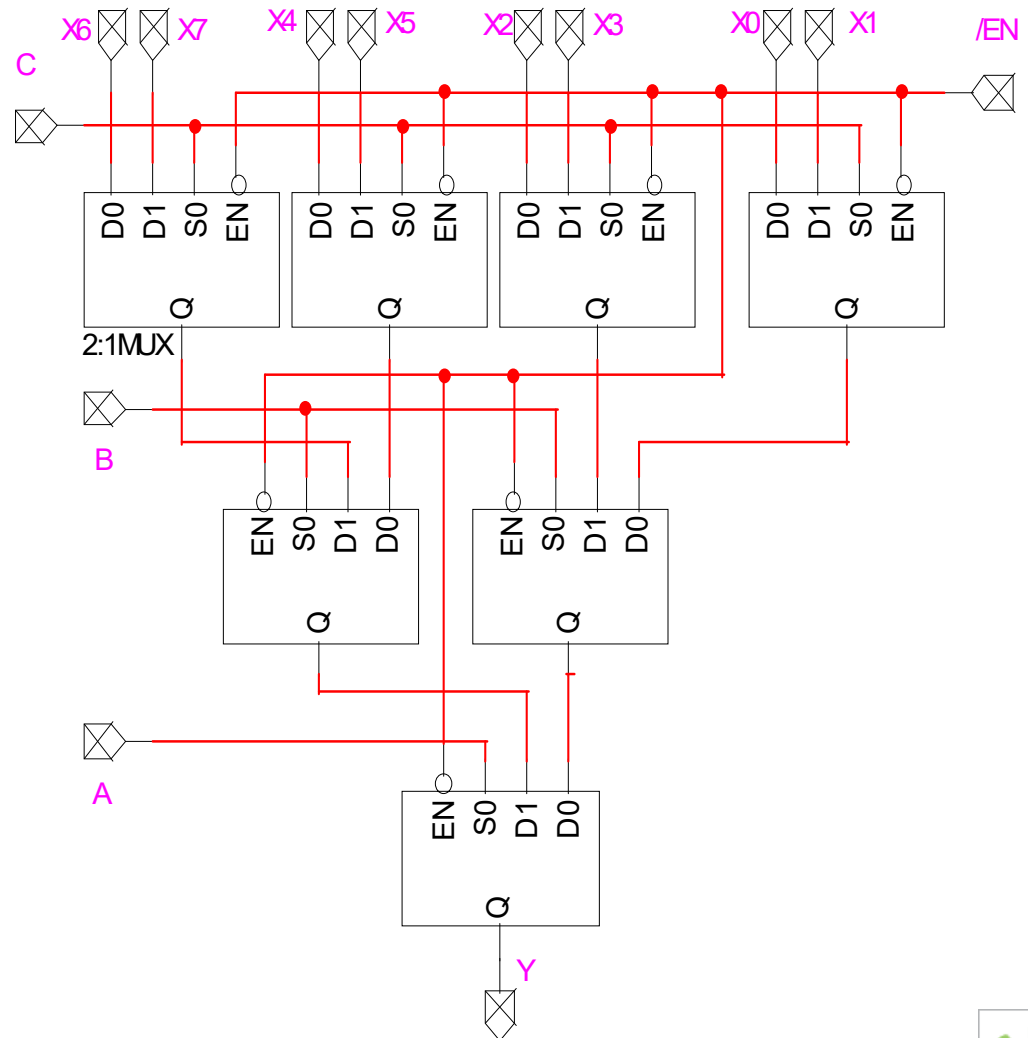 X6 X7 X4 X5 X2 X3 X0 X1 /EN
C
D0 D1 S0 EN D0 D1 S0 EN D0 D1 S0 EN D0 D1 S0 EN
Q Q Q Q
2:1MUX
B
EN S0 D1 D0 EN S0 D1 D0
Q Q
A
EN S0 D1 D0
Q
Y